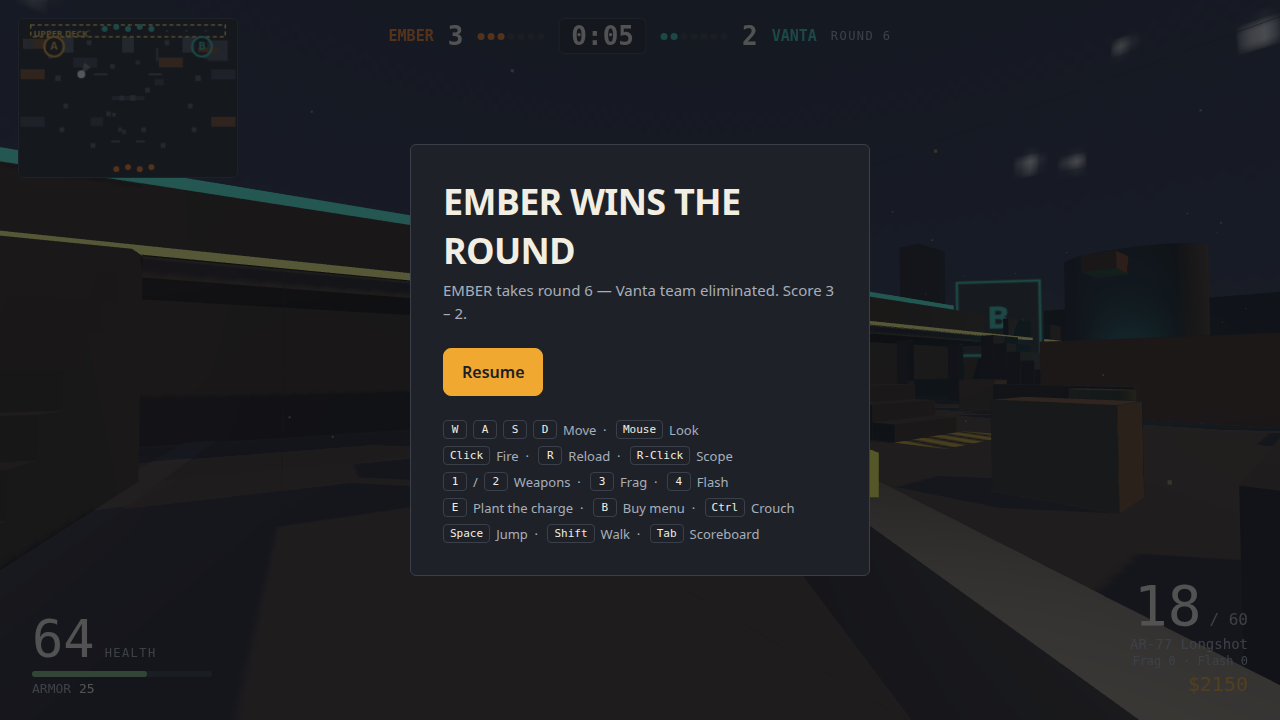 UPPER DECK
A
B
EMBER 3 0:05 2 VANTA ROUND 6
B
EMBER WINS THE
ROUND
EMBER takes round 6 — Vanta team eliminated. Score 3
– 2.
Resume
W A S D Move · Mouse Look
Click Fire · R Reload · R-Click Scope
1 / 2 Weapons · 3 Frag · 4 Flash
E Plant the charge · B Buy menu · Ctrl Crouch
Space Jump · Shift Walk · Tab Scoreboard
64 HEALTH
ARMOR 25
18 / 60
AR-77 Longshot
Frag 0 · Flash 0
$2150